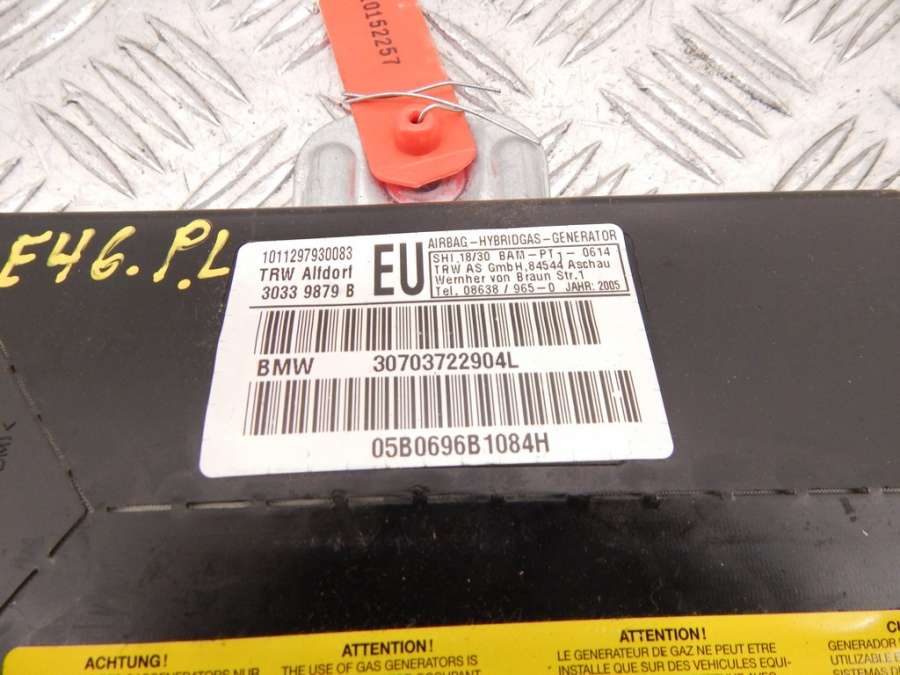 10152257
E46 P.L
1011297930083
TRW Alfdorf
3033 9879 B
EU
AIRBAG-HYBRIDGAS-GENERATOR
SHI 18/30 BAM-PT1- 0614
TRW AS GmbH, 84544 Aschau
Wernher von Braun Str.1
Tel. 08638 / 965-0 JAHR: 2005
BMW 30703722904L
05B0696B1084H
ACHTUNG!
ATTENTION!
THE USE OF GAS GENERATORS IS
ATTENTION!
LE GENERATEUR DE GAZ NE PEUT ETRE
INSTALLE QUE SUR DES VEHICULES EQUI-
GENERADOR
UTILIZABLE E
SISTEMAS DE